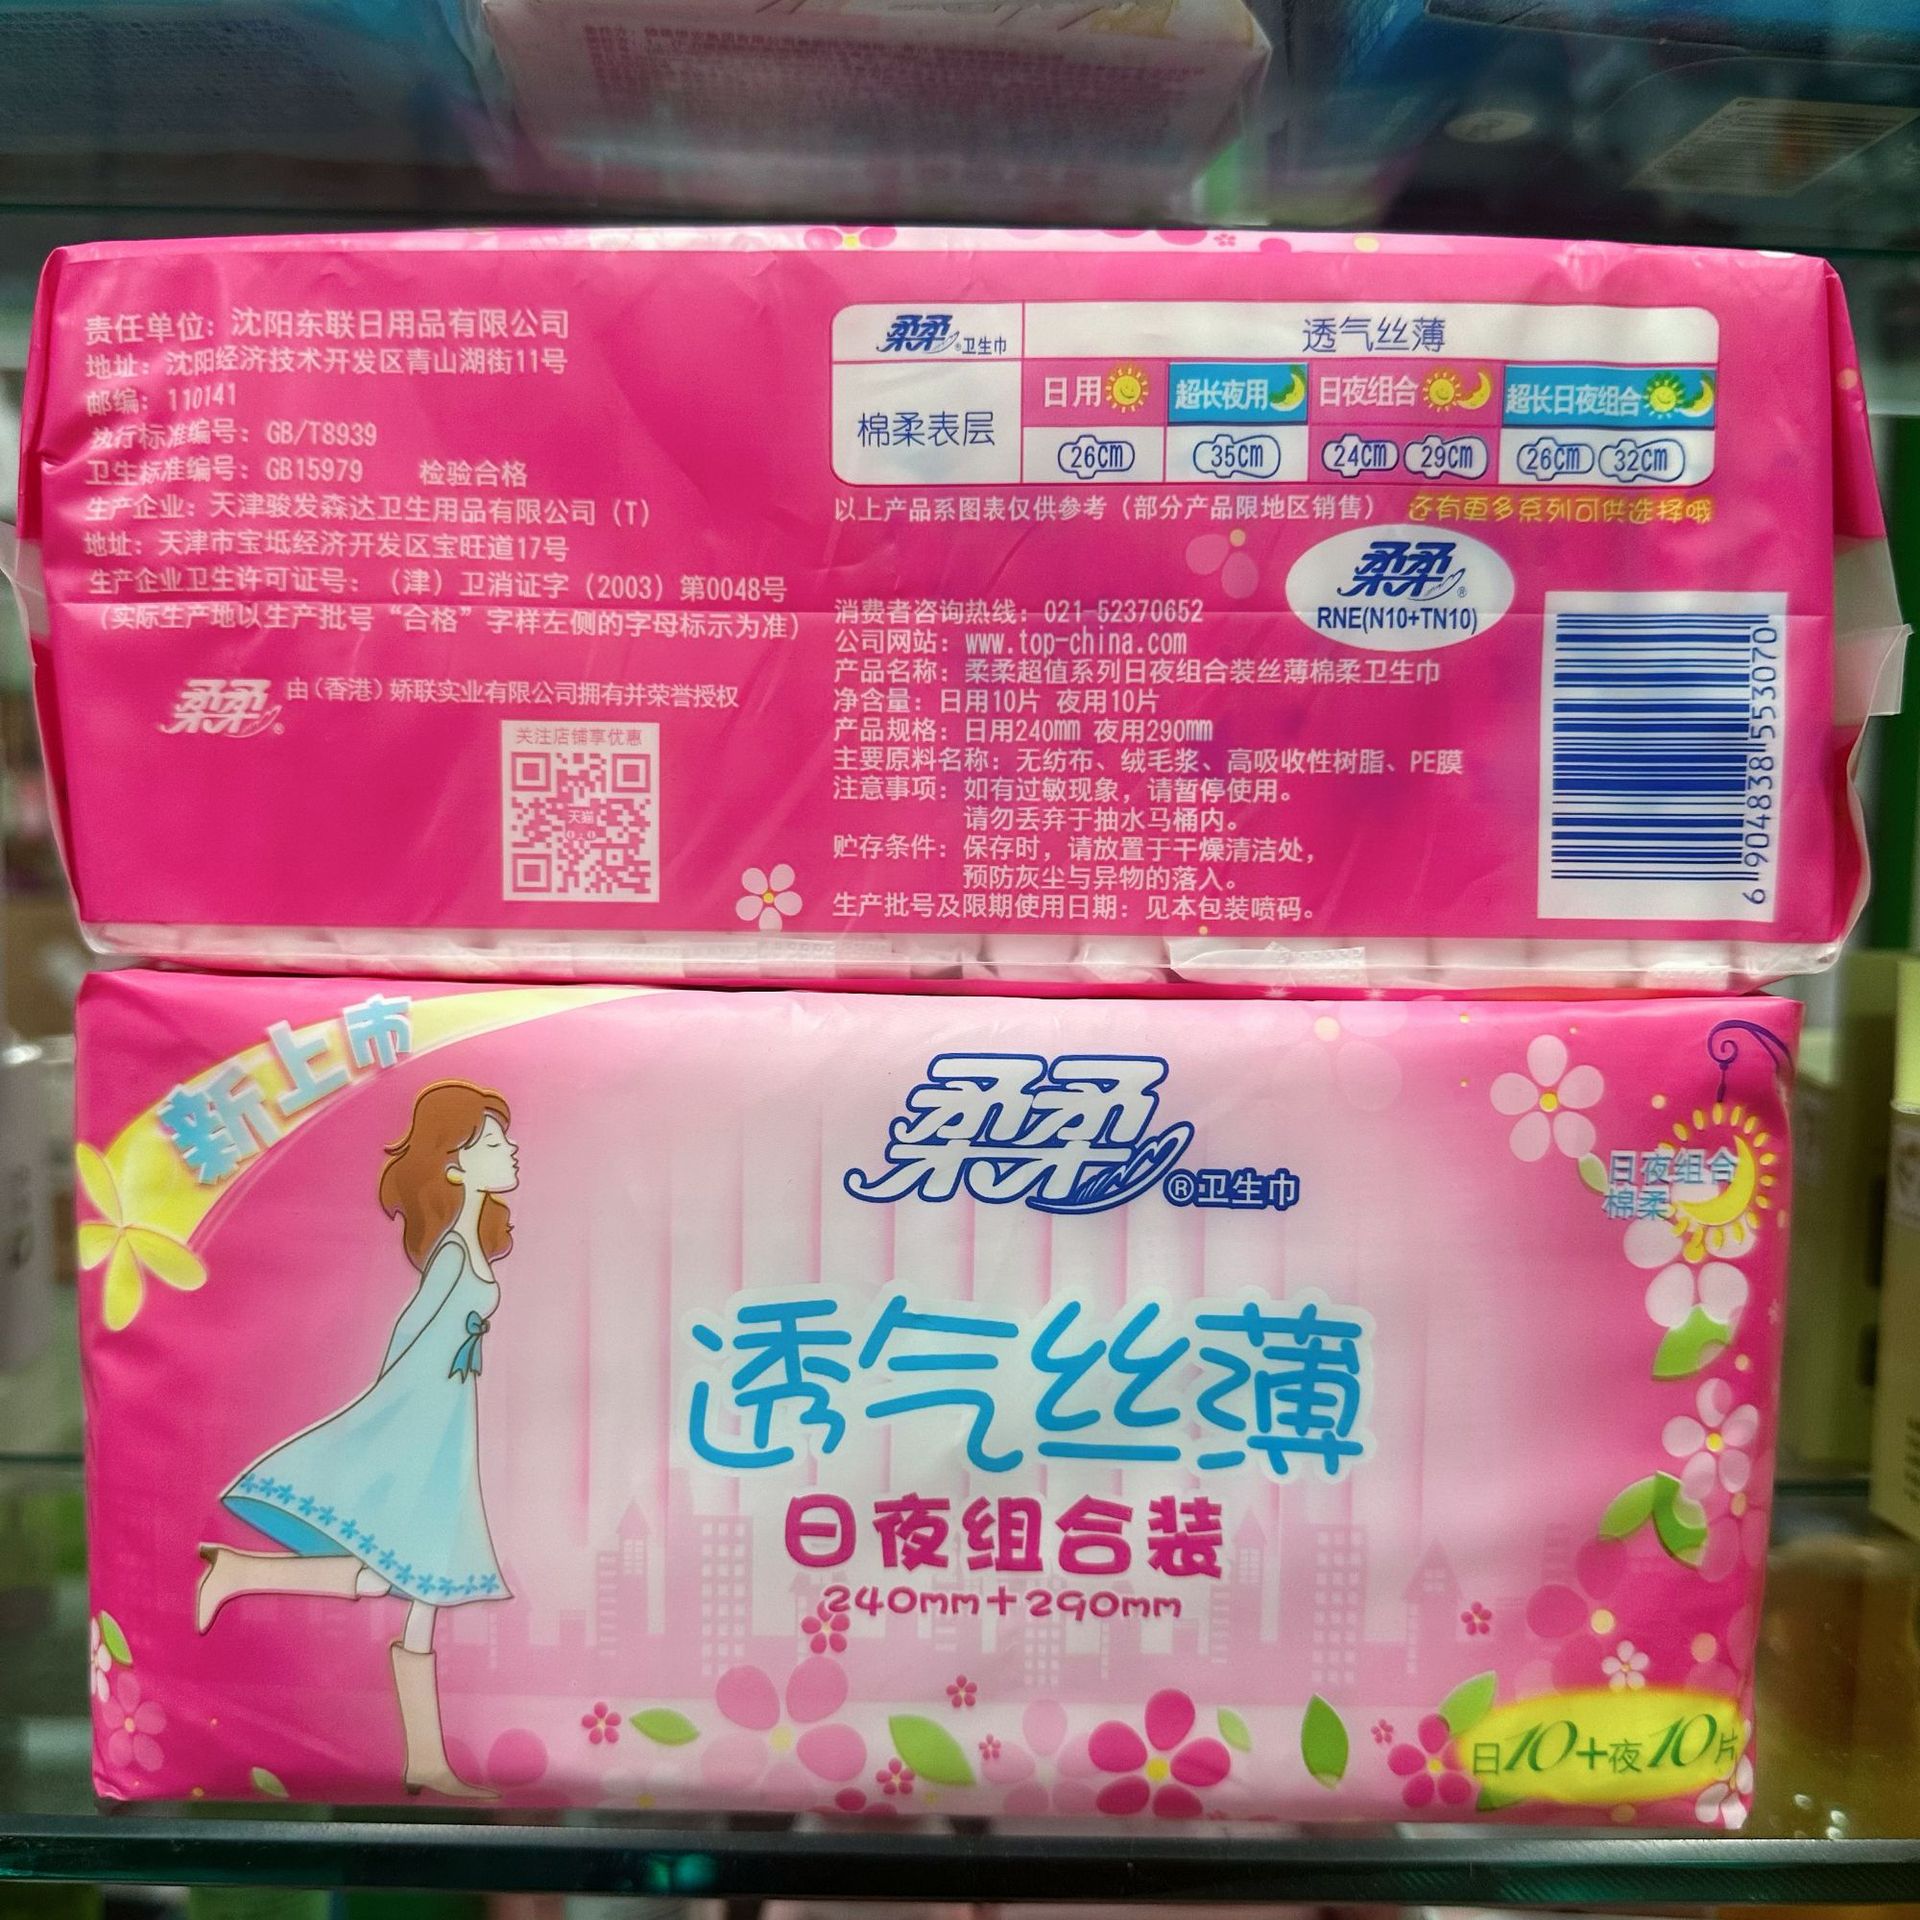 责任单位：沈阳东联日用品有限公司
地址：沈阳经济技术开发区青山湖街11号
邮编：110141
执行标准编号：GB/T8939
卫生标准编号：GB15979 检验合格
生产企业：天津骏发森达卫生用品有限公司（T）
地址：天津市宝坻经济开发区宝旺道17号
生产企业卫生许可证号：（津）卫消证字（2003）第0048号
（实际生产地以生产批号“合格”字样左侧的字母标示为准）
柔柔® 由（香港）娇联实业有限公司拥有并荣誉授权
关注店铺享优惠
天猫
柔柔®卫生巾 透气丝薄
日用 超长夜用 日夜组合 超长日夜组合
棉柔表层 26cm 35cm 24cm 29cm 26cm 32cm
以上产品系图表仅供参考（部分产品限地区销售） 还有更多系列可供选择哦
柔柔®
RNE(N10+TN10)
消费者咨询热线：021-52370652
公司网站：www.top-china.com
产品名称：柔柔超值系列日夜组合装丝薄棉柔卫生巾
净含量：日用10片 夜用10片
产品规格：日用240mm 夜用290mm
主要原料名称：无纺布、绒毛浆、高吸收性树脂、PE膜
注意事项：如有过敏现象，请暂停使用。
请勿丢弃于抽水马桶内。
贮存条件：保存时，请放置于干燥清洁处，
预防灰尘与异物的落入。
生产批号及限期使用日期：见本包装喷码。
6 904838 553070
新上市
柔柔®卫生巾
日夜组合
棉柔
透气丝薄
日夜组合装
240mm+290mm
日10+夜10片